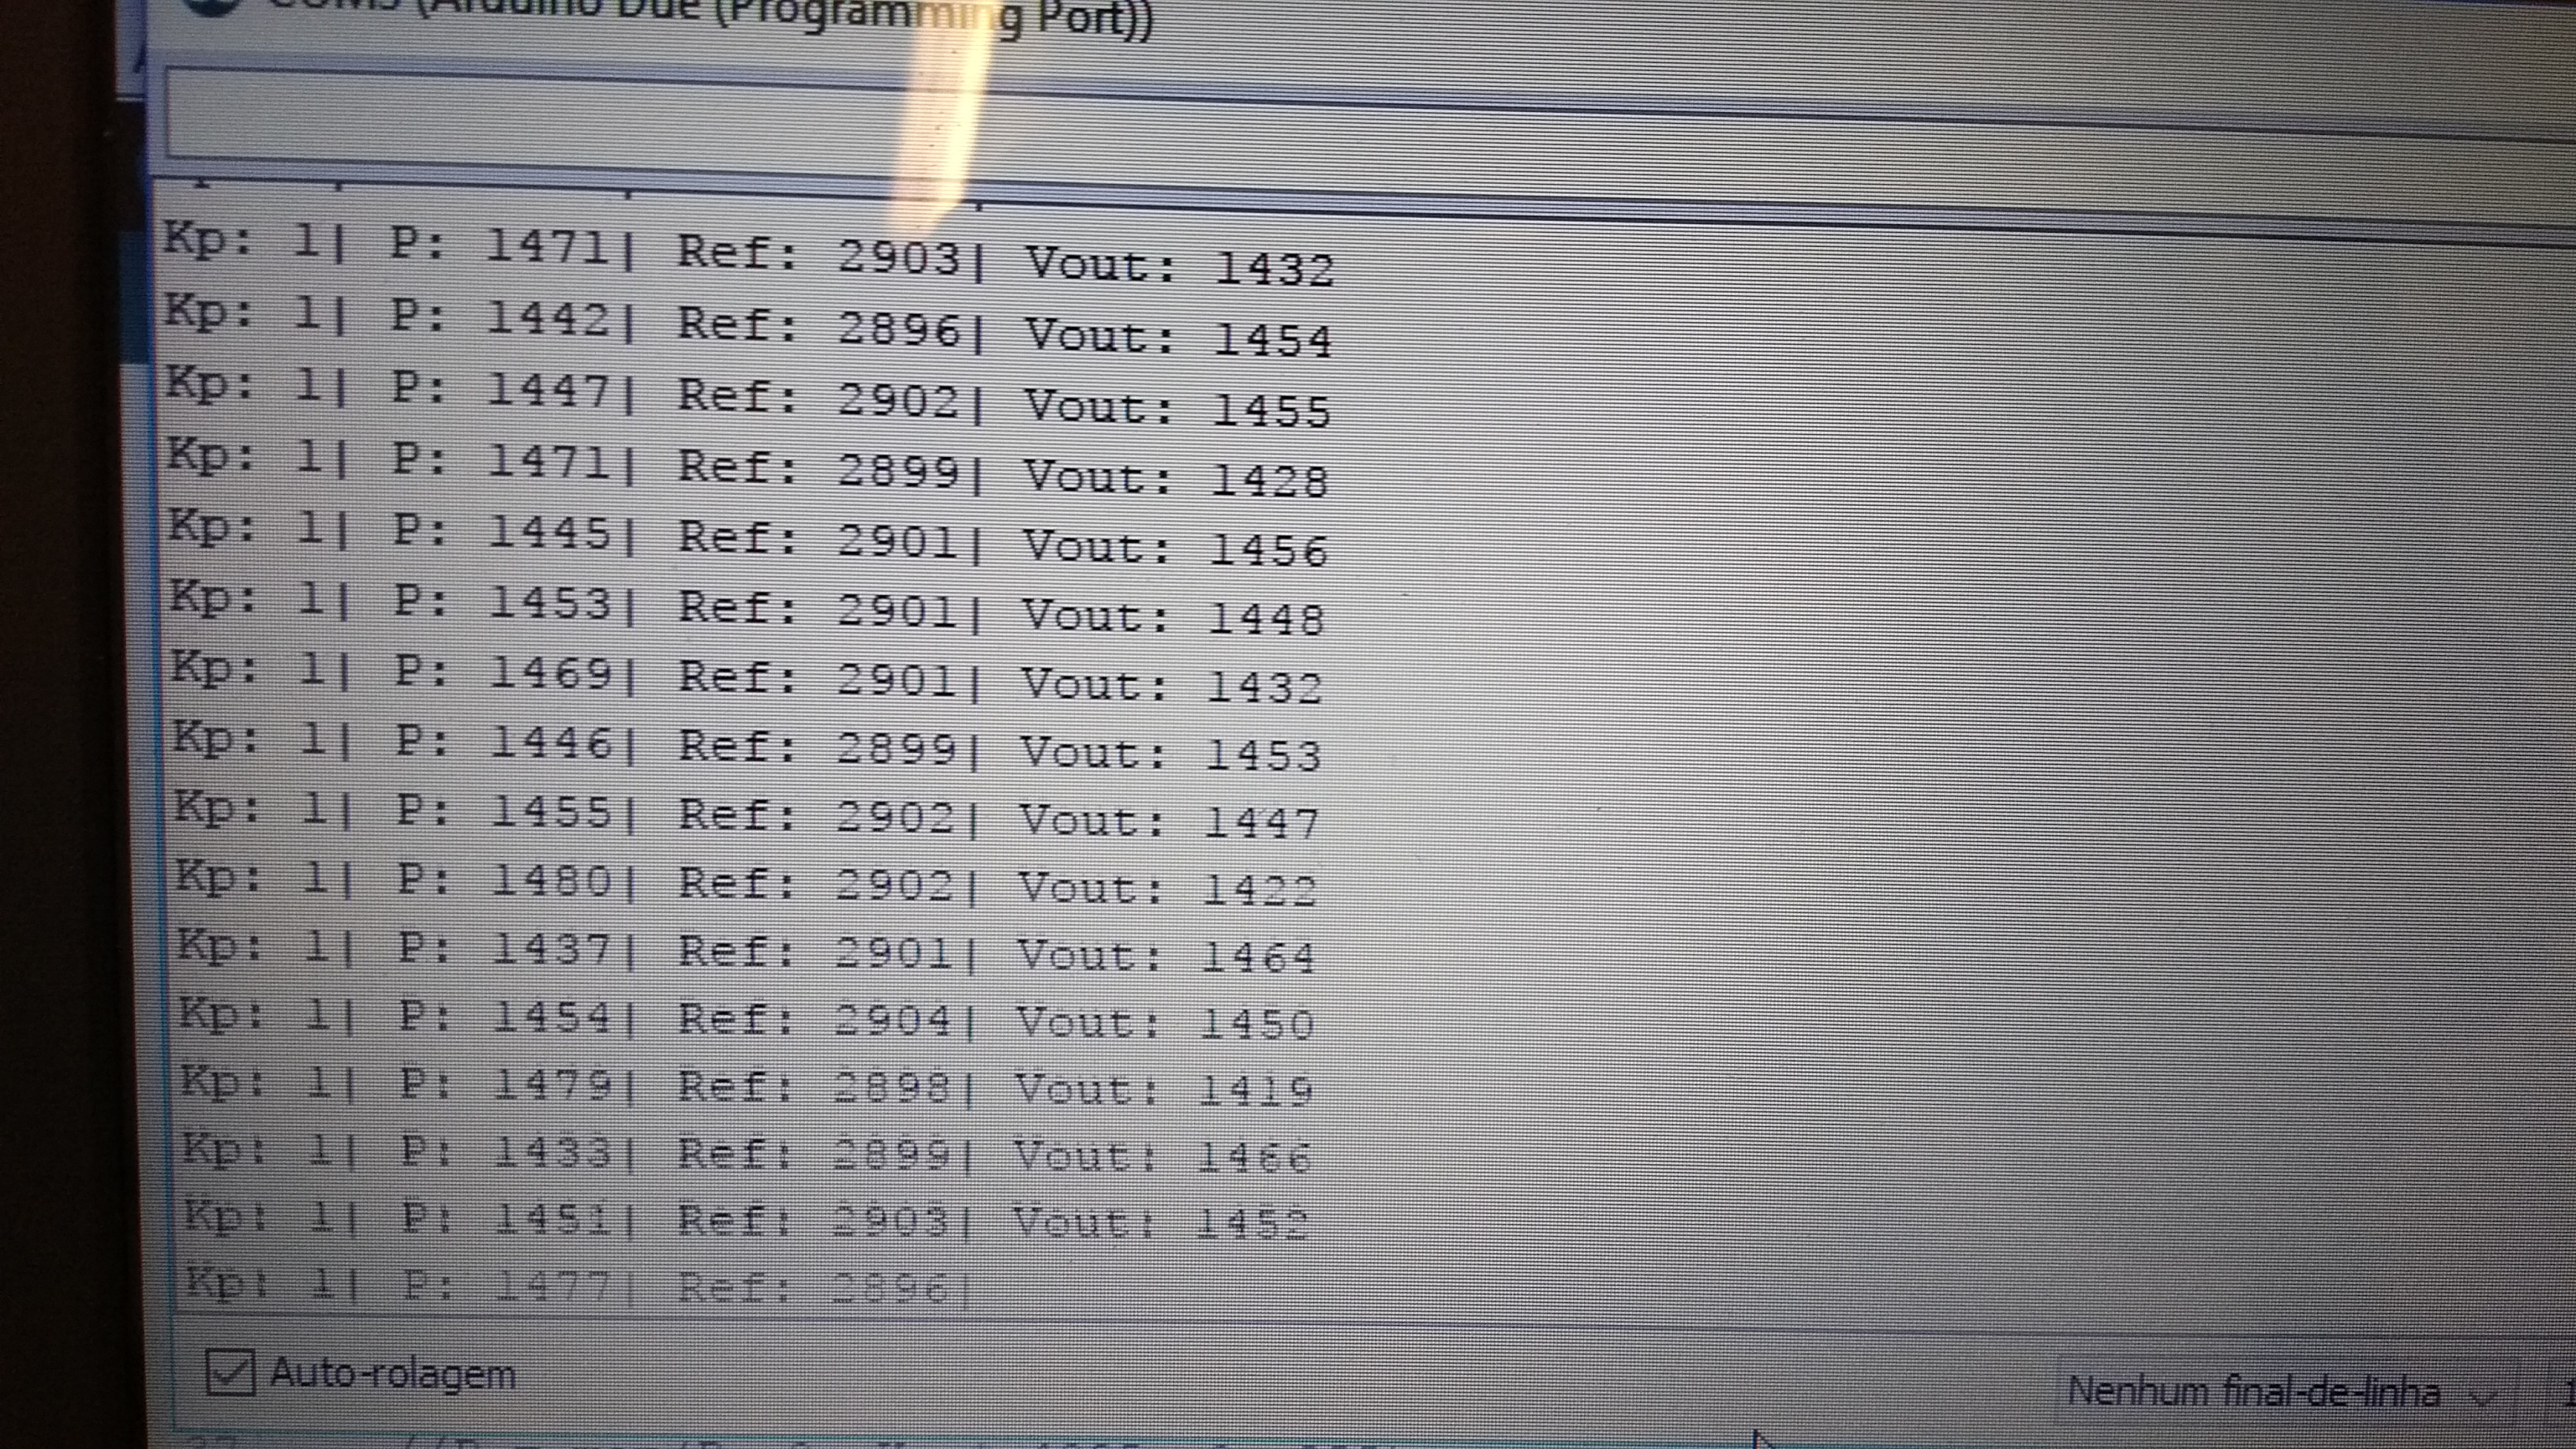 (Arduino Due (Programming Port))
Kp: 1| P: 1471| Ref: 2903| Vout: 1432
Kp: 1| P: 1442| Ref: 2896| Vout: 1454
Kp: 1| P: 1447| Ref: 2902| Vout: 1455
Kp: 1| P: 1471| Ref: 2899| Vout: 1428
Kp: 1| P: 1445| Ref: 2901| Vout: 1456
Kp: 1| P: 1453| Ref: 2901| Vout: 1448
Kp: 1| P: 1469| Ref: 2901| Vout: 1432
Kp: 1| P: 1446| Ref: 2899| Vout: 1453
Kp: 1| P: 1455| Ref: 2902| Vout: 1447
Kp: 1| P: 1480| Ref: 2902| Vout: 1422
Kp: 1| P: 1437| Ref: 2901| Vout: 1464
Kp: 1| P: 1454| Ref: 2904| Vout: 1450
Kp: 1| P: 1479| Ref: 2898| Vout: 1419
Kp: 1| P: 1433| Ref: 2899| Vout: 1466
Kp: 1| P: 1451| Ref: 2903| Vout: 1452
Kp: 1| P: 1477| Ref: 2896|
Auto-rolagem
Nenhum final-de-linha